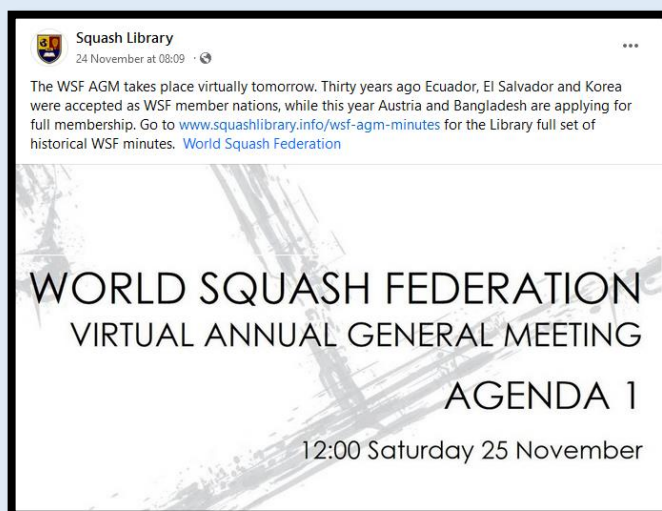 Squash Library
24 November at 08:09 ·
The WSF AGM takes place virtually tomorrow. Thirty years ago Ecuador, El Salvador and Korea
were accepted as WSF member nations, while this year Austria and Bangladesh are applying for
full membership. Go to www.squashlibrary.info/wsf-agm-minutes for the Library full set of
historical WSF minutes. World Squash Federation
WORLD SQUASH FEDERATION
VIRTUAL ANNUAL GENERAL MEETING
AGENDA 1
12:00 Saturday 25 November